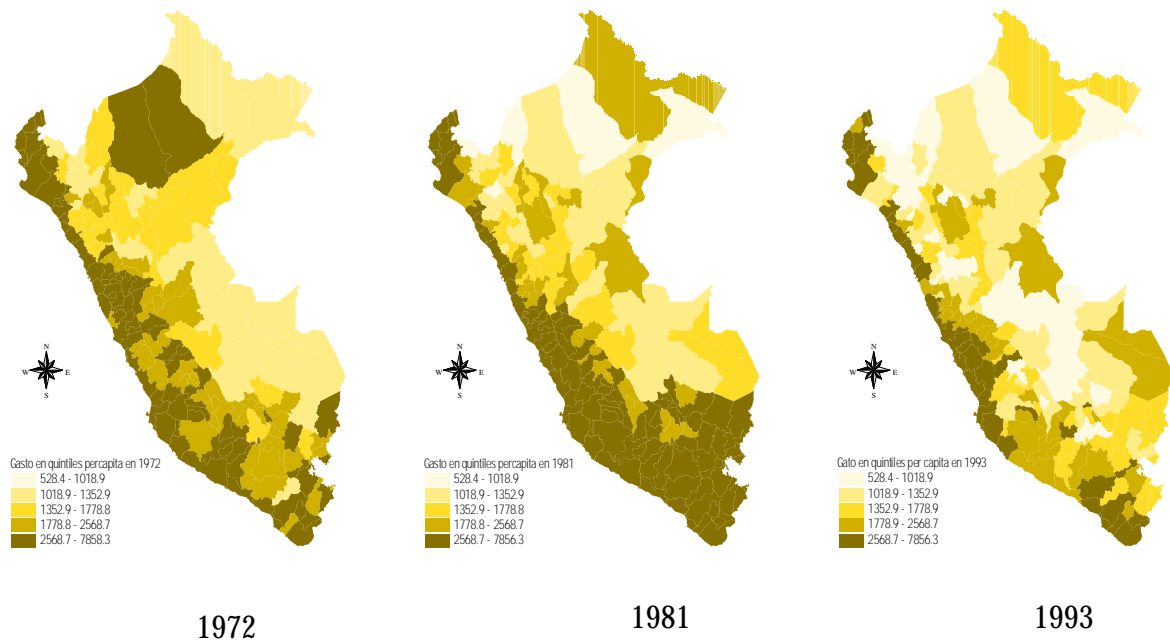 N
W E
S
Gasto en quintiles percapita en 1972
528.4 - 1018.9
1018.9 - 1352.9
1352.9 - 1778.8
1778.8 - 2568.7
2568.7 - 7858.3
1972
N
W E
S
Gasto en quintiles percapita en 1981
528.4 - 1018.9
1018.9 - 1352.9
1352.9 - 1778.8
1778.8 - 2568.7
2568.7 - 7856.3
1981
N
W E
S
Gato en quintiles per capita en 1993
528.4 - 1018.9
1018.9 - 1352.9
1352.9 - 1778.9
1778.9 - 2568.7
2568.7 - 7856.3
1993